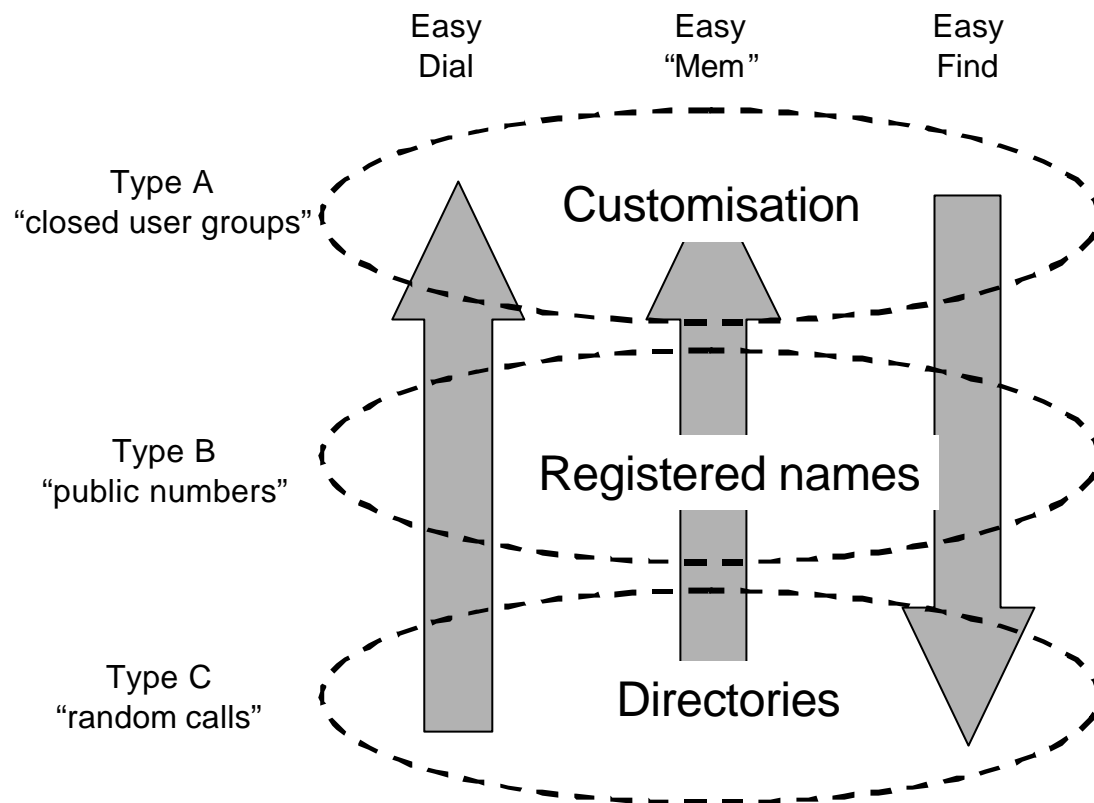 Easy
Dial
Easy
“Mem”
Easy
Find
Type A
“closed user groups”
Customisation
Type B
“public numbers”
Registered names
Type C
“random calls”
Directories